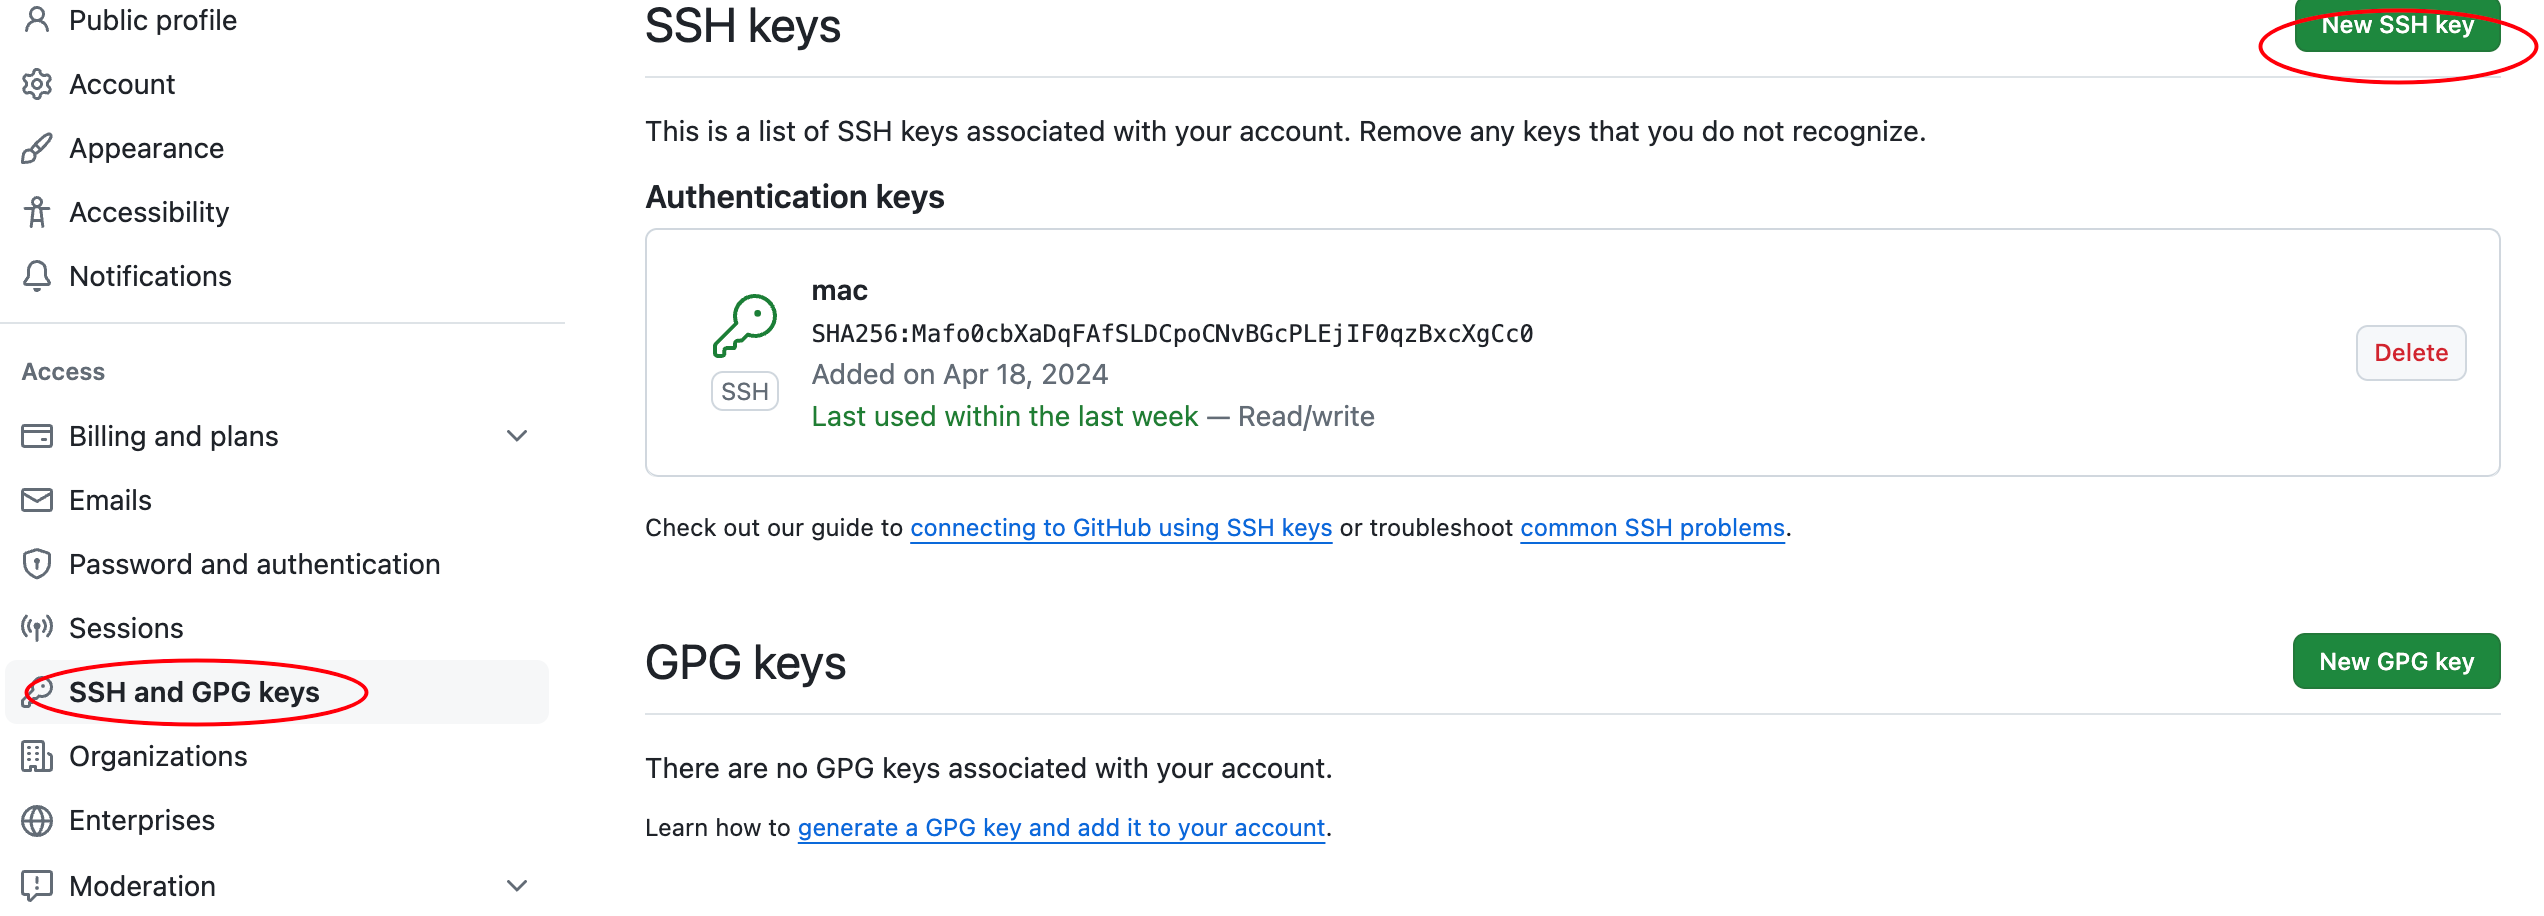 Public profile
Account
Appearance
Accessibility
Notifications
Access
Billing and plans
Emails
Password and authentication
Sessions
SSH and GPG keys
Organizations
Enterprises
Moderation
SSH keys
New SSH key
This is a list of SSH keys associated with your account. Remove any keys that you do not recognize.
Authentication keys
mac
SHA256:Mafo0cbXaDqFAfSLDCpoCNvBGcPLEjIF0qzBxcXgCc0
Added on Apr 18, 2024
Last used within the last week — Read/write
SSH
Delete
Check out our guide to connecting to GitHub using SSH keys or troubleshoot common SSH problems.
GPG keys
New GPG key
There are no GPG keys associated with your account.
Learn how to generate a GPG key and add it to your account.